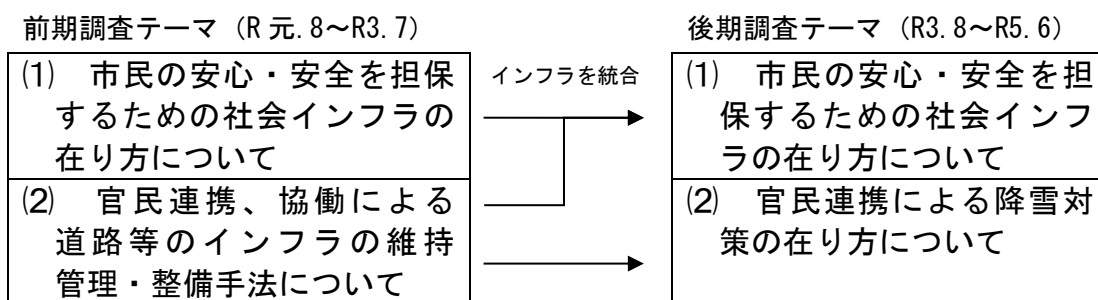 前期調査テーマ（R元.8～R3.7）
⑴　市民の安心・安全を担保
するための社会インフラの
在り方について
⑵　官民連携、協働による
道路等のインフラの維持
管理・整備手法について
インフラを統合
後期調査テーマ（R3.8～R5.6）
⑴　市民の安心・安全を担
保するための社会インフ
ラの在り方について
⑵　官民連携による降雪対
策の在り方について